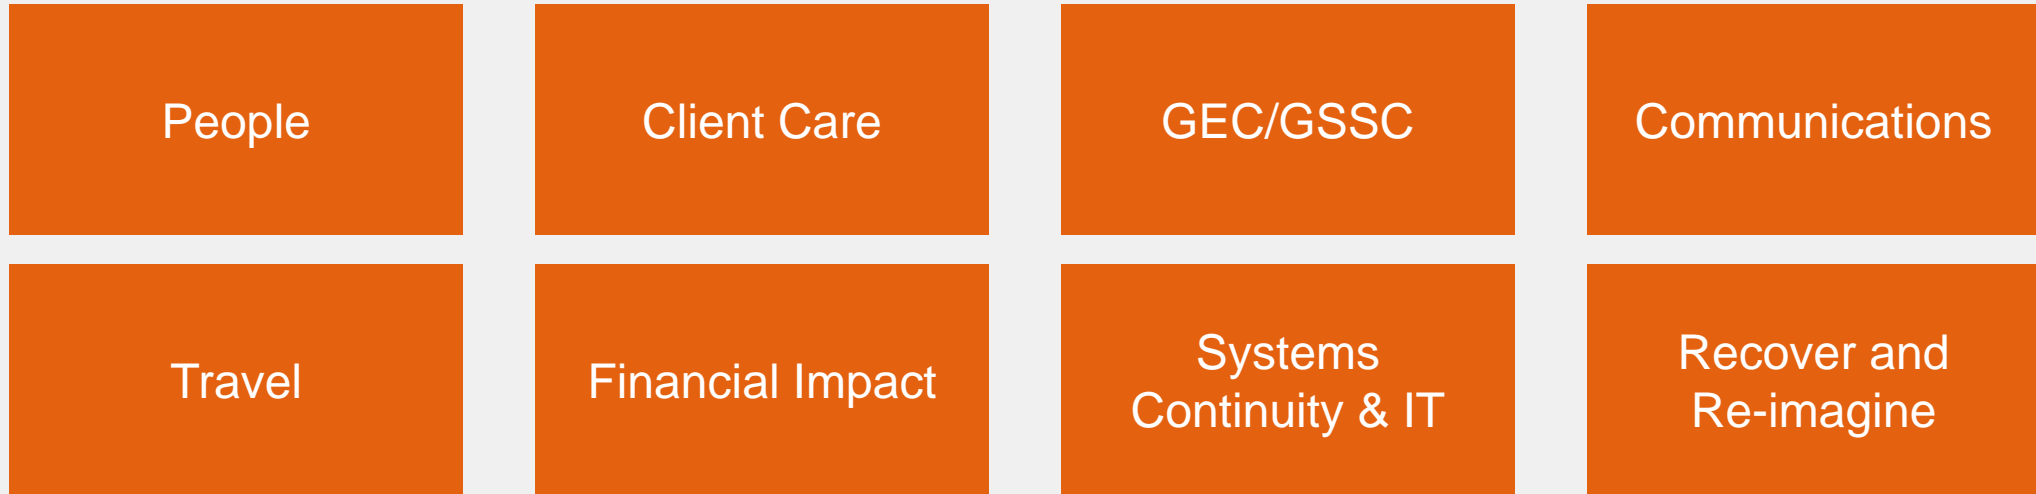 People
Client Care
GEC/GSSC
Communications
Travel
Financial Impact
Systems
Continuity & IT
Recover and
Re-imagine